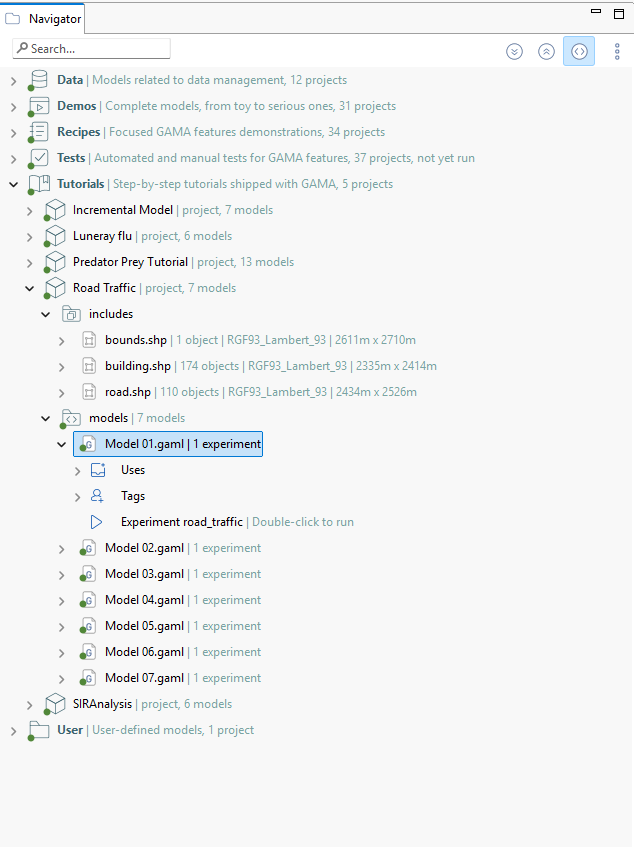 Navigator
Search...
Data | Models related to data management, 12 projects
Demos | Complete models, from toy to serious ones, 31 projects
Recipes | Focused GAMA features demonstrations, 34 projects
Tests | Automated and manual tests for GAMA features, 37 projects, not yet run
Tutorials | Step-by-step tutorials shipped with GAMA, 5 projects
Incremental Model | project, 7 models
Luneray flu | project, 6 models
Predator Prey Tutorial | project, 13 models
Road Traffic | project, 7 models
includes
bounds.shp | 1 object | RGF93_Lambert_93 | 2611m x 2710m
building.shp | 174 objects | RGF93_Lambert_93 | 2335m x 2414m
road.shp | 110 objects | RGF93_Lambert_93 | 2434m x 2526m
models | 7 models
G Model 01.gaml | 1 experiment
Uses
Tags
Experiment road_traffic | Double-click to run
G Model 02.gaml | 1 experiment
G Model 03.gaml | 1 experiment
G Model 04.gaml | 1 experiment
G Model 05.gaml | 1 experiment
G Model 06.gaml | 1 experiment
G Model 07.gaml | 1 experiment
SIRAnalysis | project, 6 models
User | User-defined models, 1 project